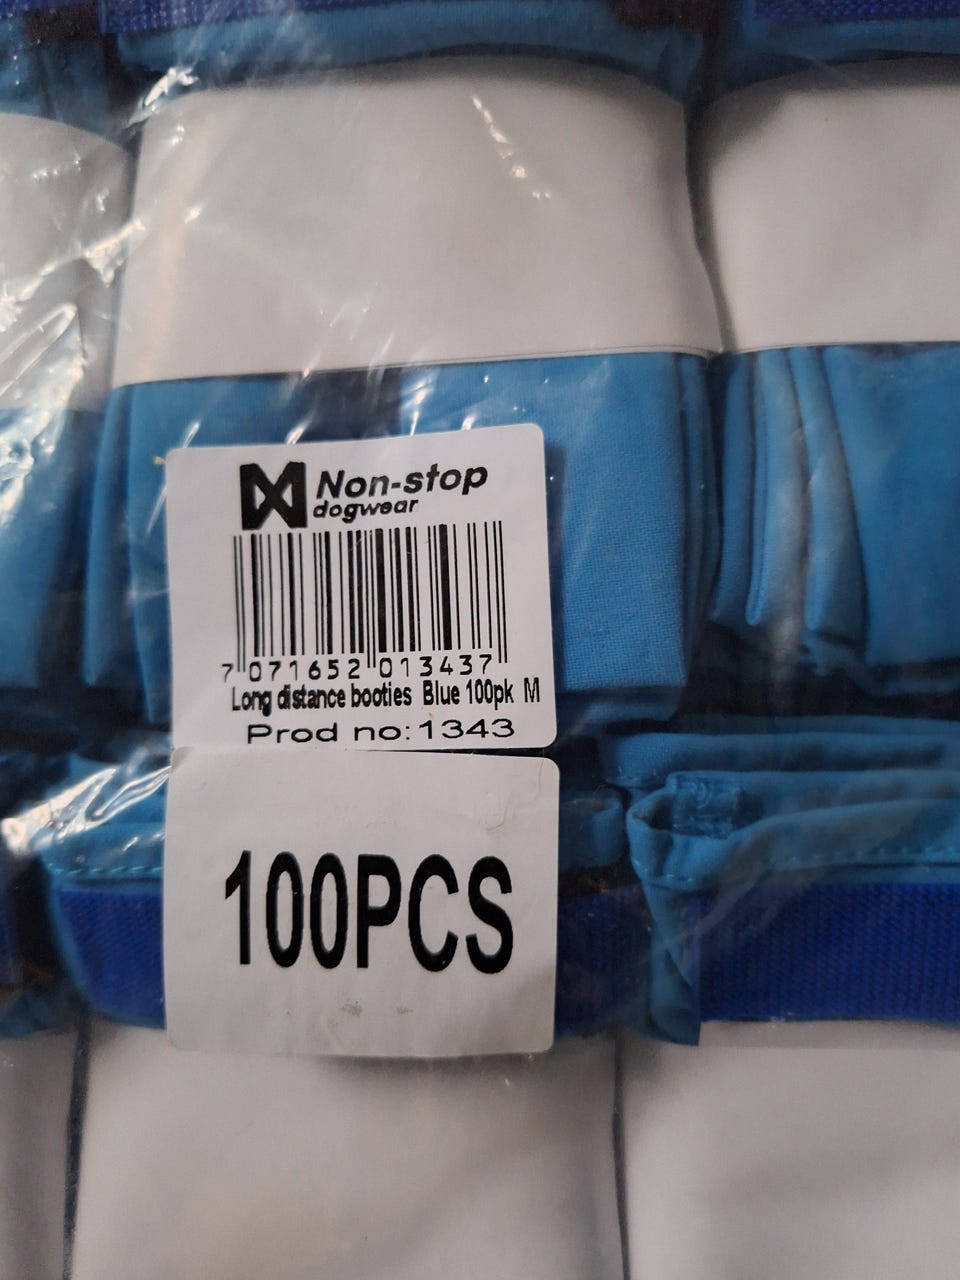 Non-stop
dogwear
7 071652 013437
Long distance booties Blue 100pk M
Prod no: 1343
100PCS